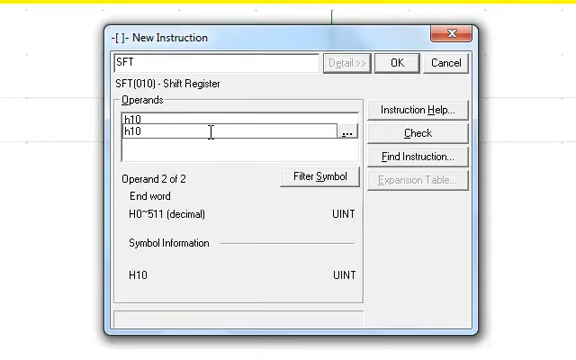 -[ ]- New Instruction
SFT
Detail >>
OK
Cancel
SFT(010) - Shift Register
Operands
h10
h10
...
Instruction Help...
Check
Find Instruction...
Expansion Table...
Operand 2 of 2
Filter Symbol
End word
H0~511 (decimal)
UINT
Symbol Information
H10
UINT